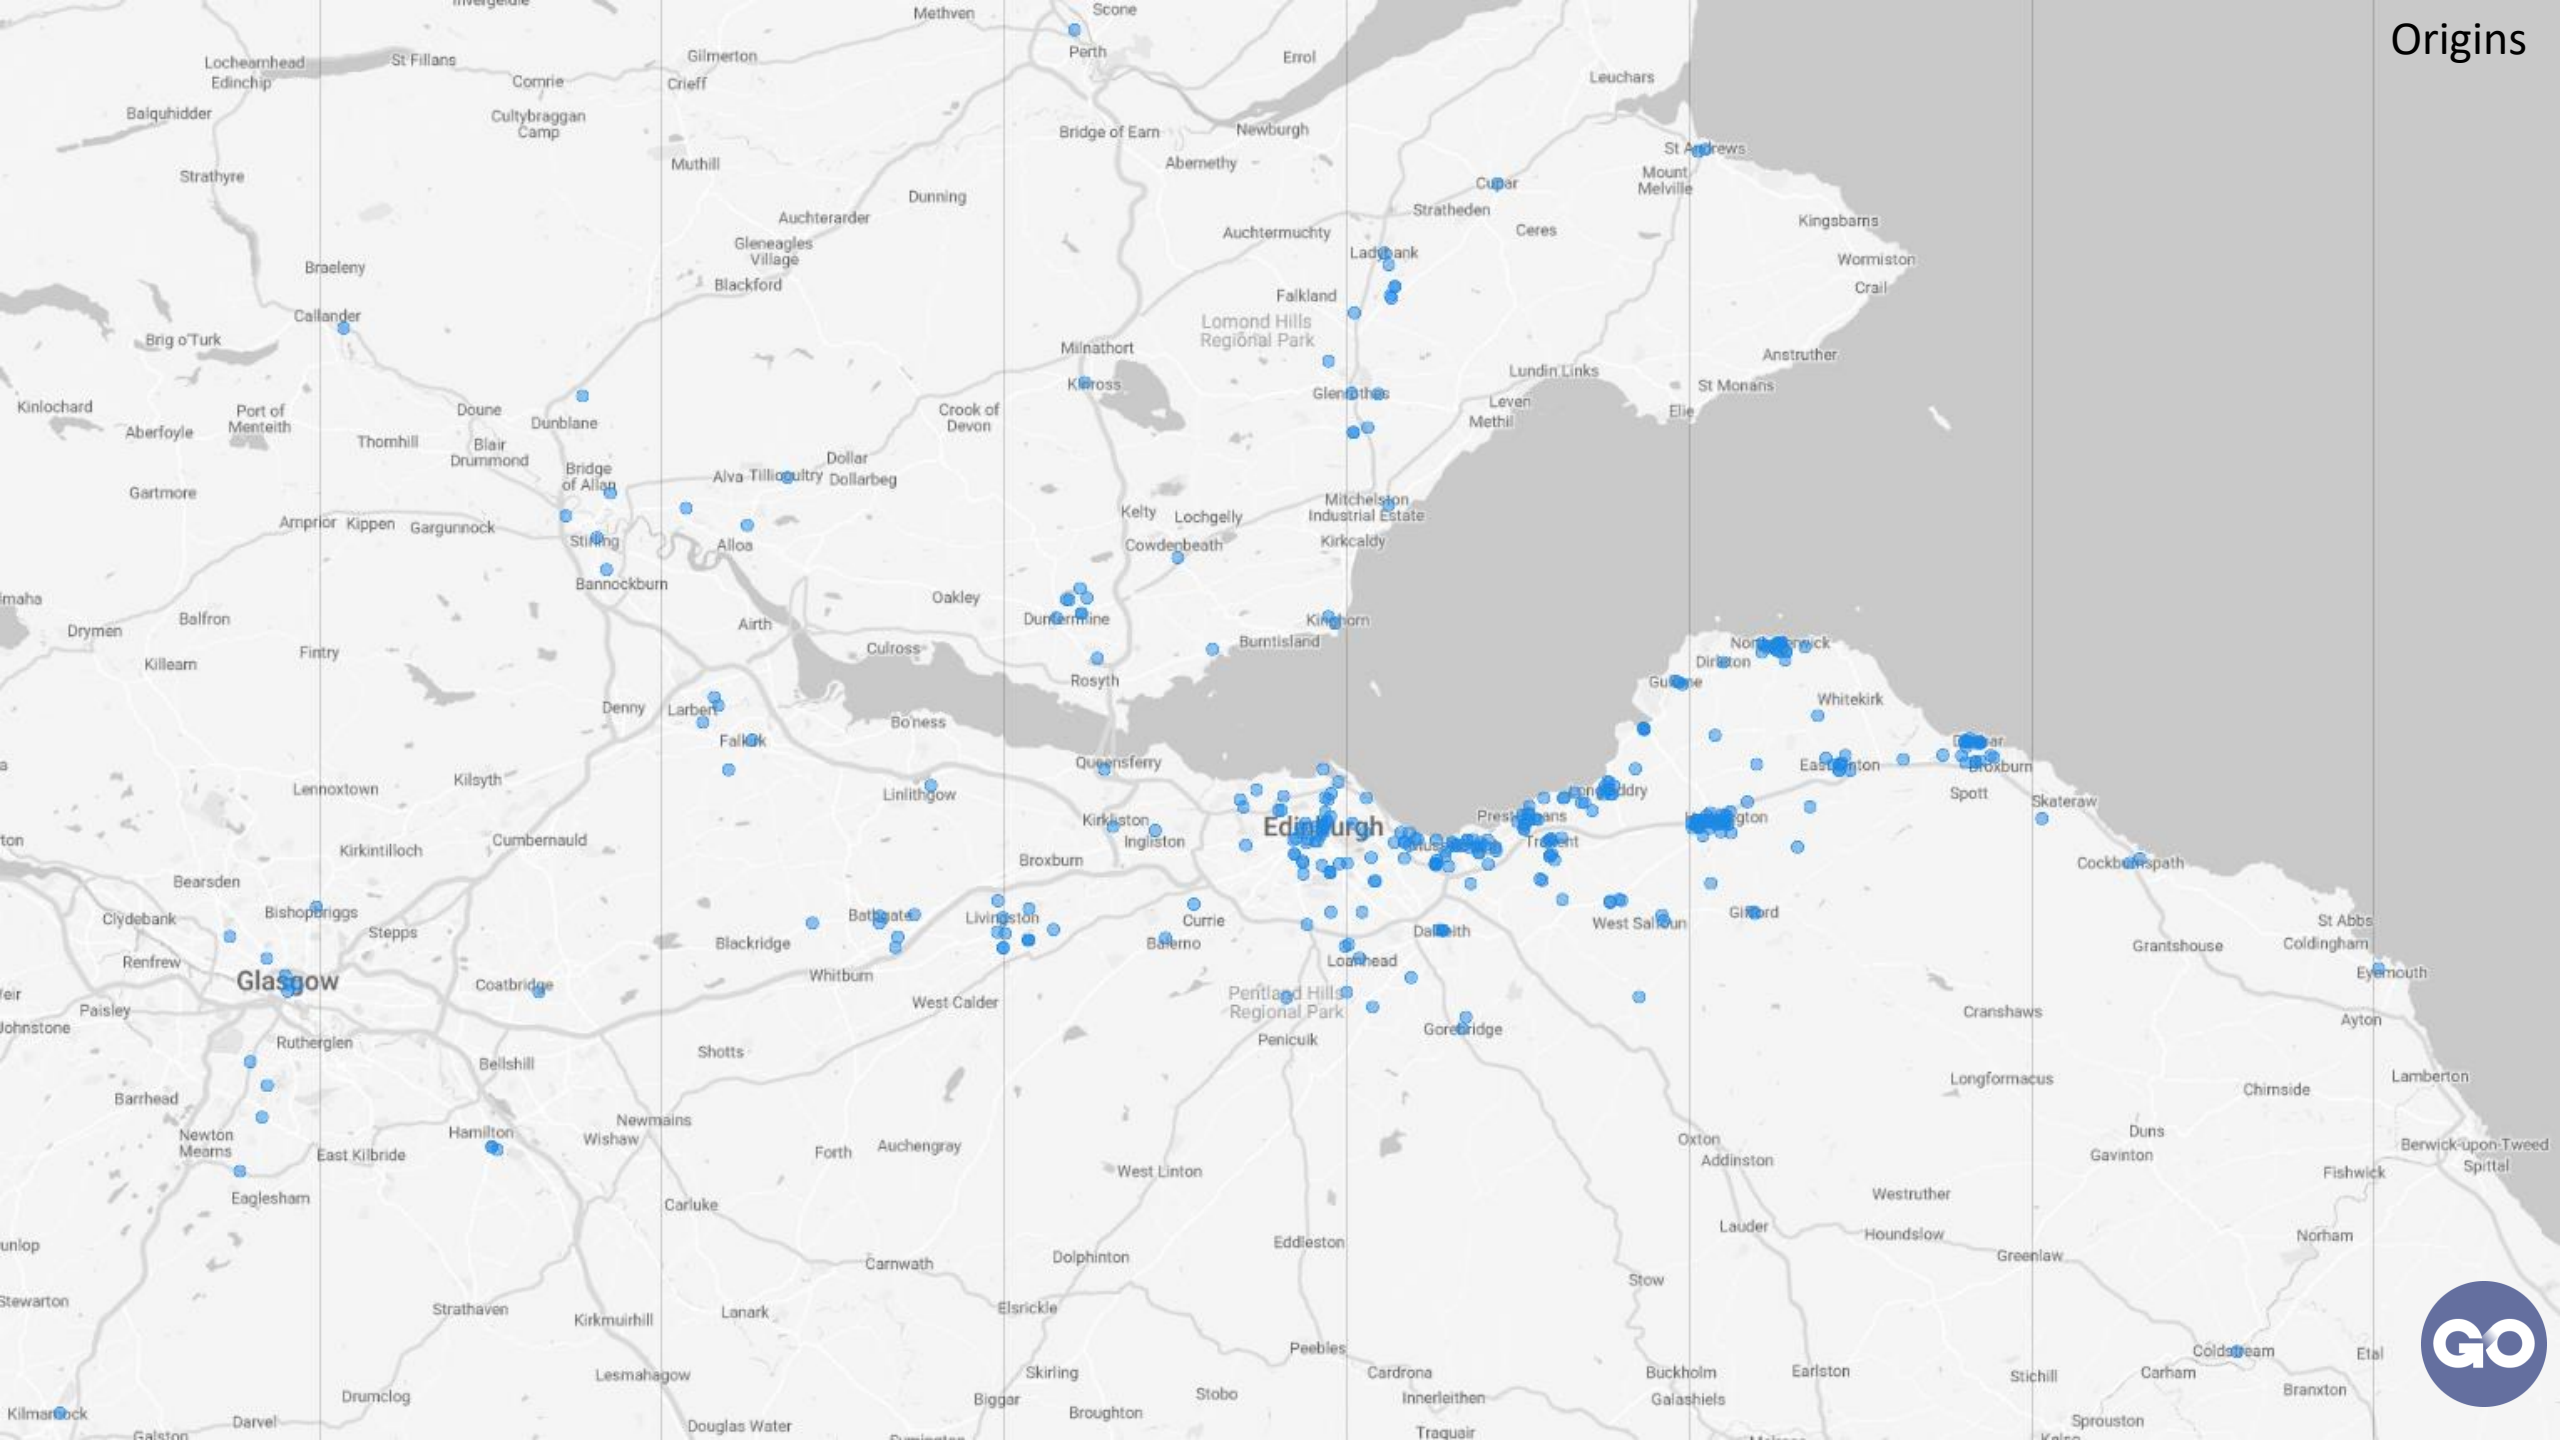 Origins
Scone
Methven
Perth
Gilmerton
Errol
Lochearnhead
St Fillans
Edinchip
Comrie
Crieff
Leuchars
Balquhidder
Cultybraggan
Camp
Bridge of Earn
Newburgh
St Andrews
Muthill
Abernethy
Strathyre
Mount
Melville
Cupar
Dunning
Stratheden
Auchterarder
Kingsbarns
Auchtermuchty
Ceres
Gleneagles
Village
Ladybank
Wormiston
Braeleny
Blackford
Falkland
Crail
Callander
Lomond Hills
Regional Park
Brig o'Turk
Milnathort
Anstruther
Kinross
Lundin Links
St Monans
Glenrothes
Kinlochard
Port of
Menteith
Doune
Dunblane
Crook of
Devon
Leven
Elie
Methil
Aberfoyle
Thornhill
Blair
Drummond
Bridge
of Allan
Dollar
Alva
Tillicoultry
Dollarbeg
Gartmore
Mitchelston
Industrial Estate
Kelty
Lochgelly
Arnprior
Kippen
Gargunnock
Stirling
Alloa
Cowdenbeath
Kirkcaldy
Bannockburn
Oakley
Balfron
Airth
Dunfermline
Kinghorn
Drymen
Burntisland
Culross
North Berwick
Fintry
Killearn
Dirleton
Rosyth
Gullane
Whitekirk
Denny
Larbert
Bo'ness
Falkirk
Dunbar
Queensferry
East Linton
Broxburn
Kilsyth
Lennoxtown
Linlithgow
Longniddry
Spott
Skateraw
Kirkliston
Edinburgh
Prestonpans
Haddington
Cumbernauld
Ingliston
Tranent
Musselburgh
Kirkintilloch
Broxburn
Cockburnspath
Bearsden
Clydebank
Bishopbriggs
Bathgate
Livingston
Currie
West Saltoun
Gifford
St Abbs
Stepps
Blackridge
Balerno
Dalkeith
Grantshouse
Coldingham
Renfrew
Loanhead
Eyemouth
Glasgow
Coatbridge
Whitburn
Pentland Hills
Regional Park
Paisley
West Calder
Cranshaws
Ayton
Johnstone
Gorebridge
Rutherglen
Penicuik
Bellshill
Shotts
Longformacus
Lamberton
Chirnside
Barrhead
Newmains
Newton
Mearns
Hamilton
Wishaw
Forth
Auchengray
Oxton
Duns
Gavinton
Berwick-upon-Tweed
East Kilbride
Addinston
Spittal
West Linton
Fishwick
Eaglesham
Carluke
Westruther
Lauder
Houndslow
Norham
Eddleston
Dolphinton
Carnwath
Greenlaw
Stow
Stewarton
Strathaven
Lanark
Elsrickle
Kirkmuirhill
GO
Peebles
Coldstream
Etal
Lesmahagow
Skirling
Cardrona
Buckholm
Earlston
Stichill
Carham
Branxton
Drumclog
Biggar
Stobo
Innerleithen
Galashiels
Kilmarnock
Darvel
Broughton
Douglas Water
Sprouston
Traquair
Galston